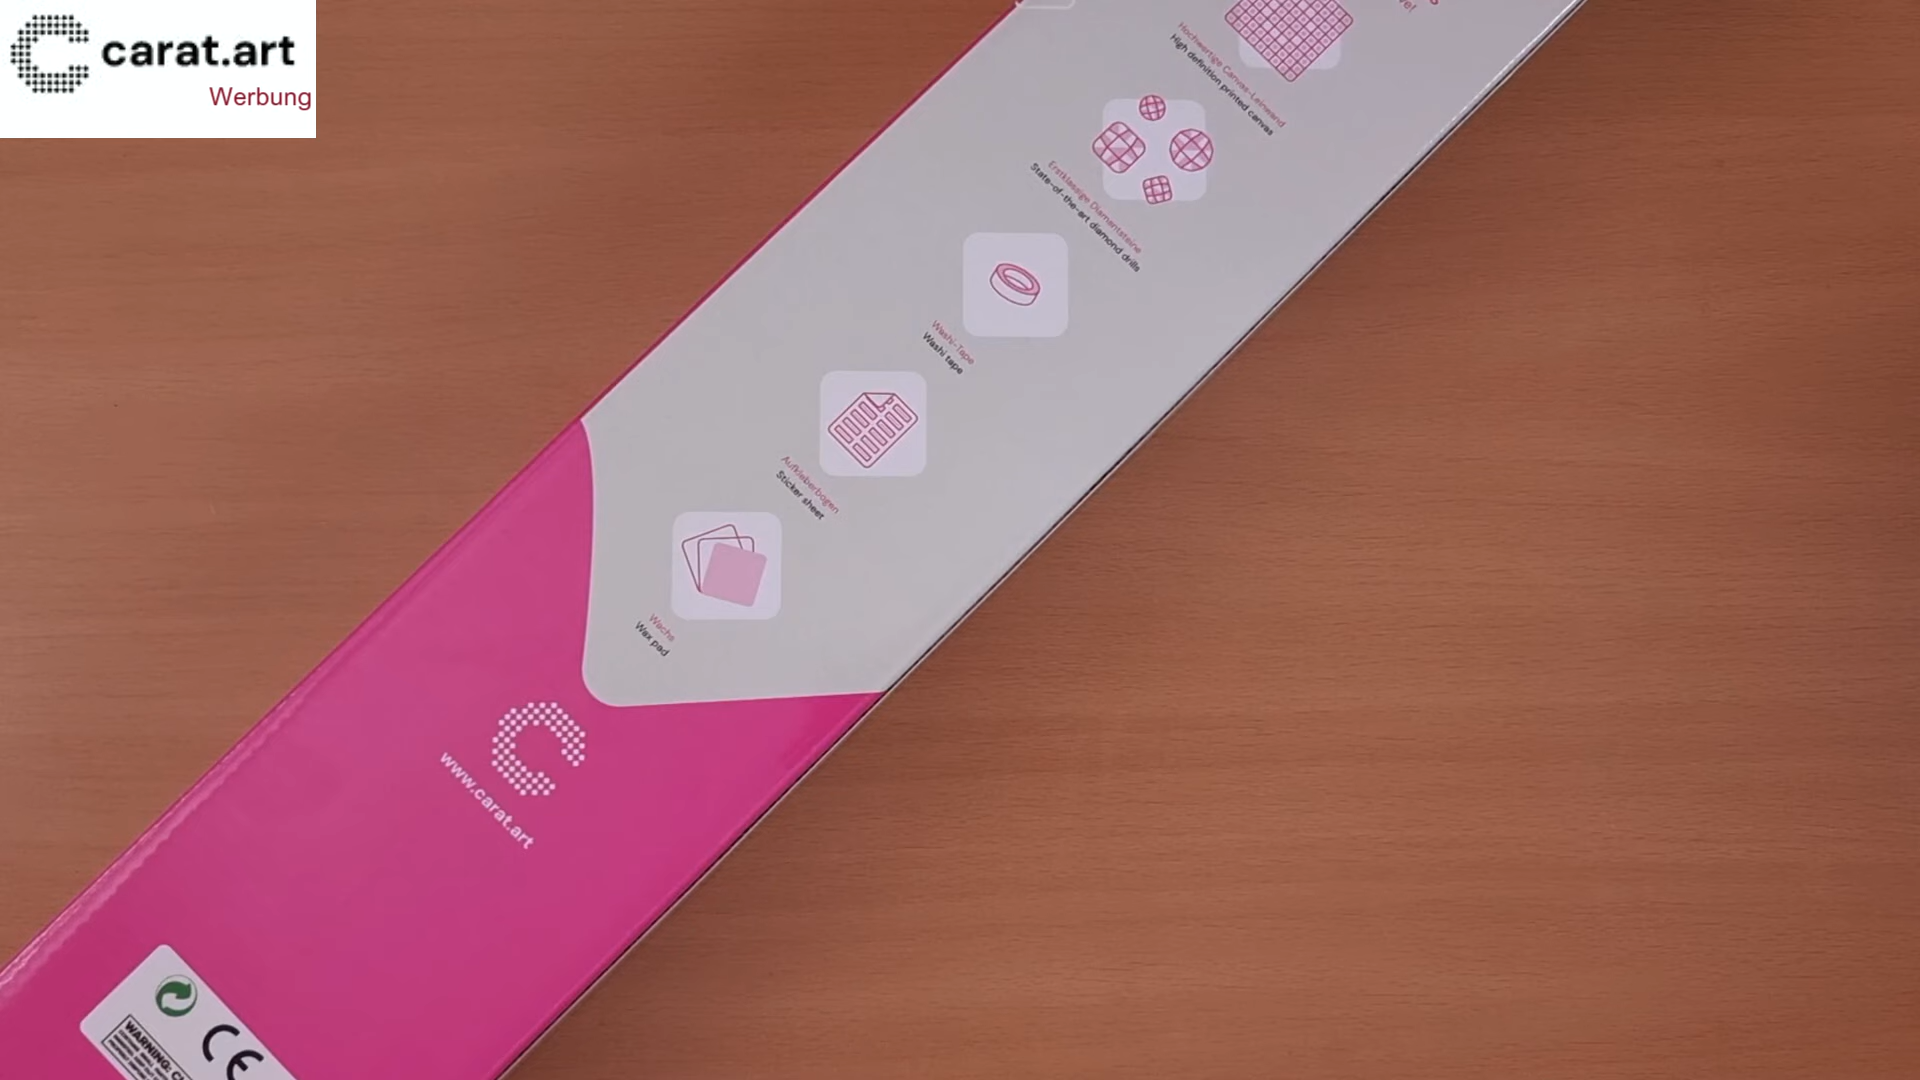 carat.art
Werbung
Hochwertige Canvas-Leinwand
High definition printed canvas
Erstklassige Diamantsteine
State-of-the-art diamond drills
Washi-Tape
Washi tape
Aufkleberbogen
Sticker sheet
Wachs
Wax pad
www.carat.art
CE
WARNING: